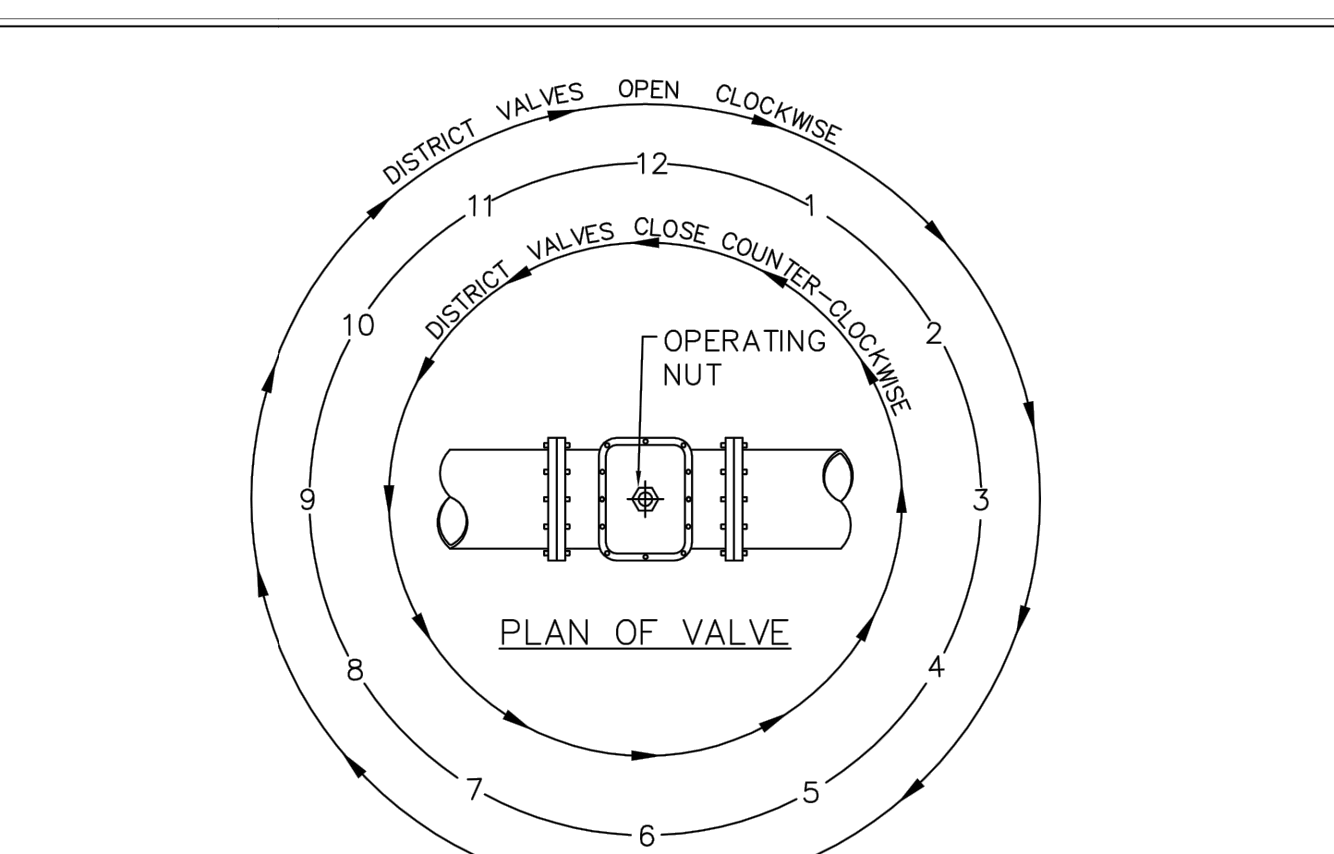 DISTRICT VALVES OPEN CLOCKWISE
12
11
1
DISTRICT VALVES CLOSE COUNTER-CLOCKWISE
10
2
OPERATING
NUT
9
3
PLAN OF VALVE
8
4
7
5
6